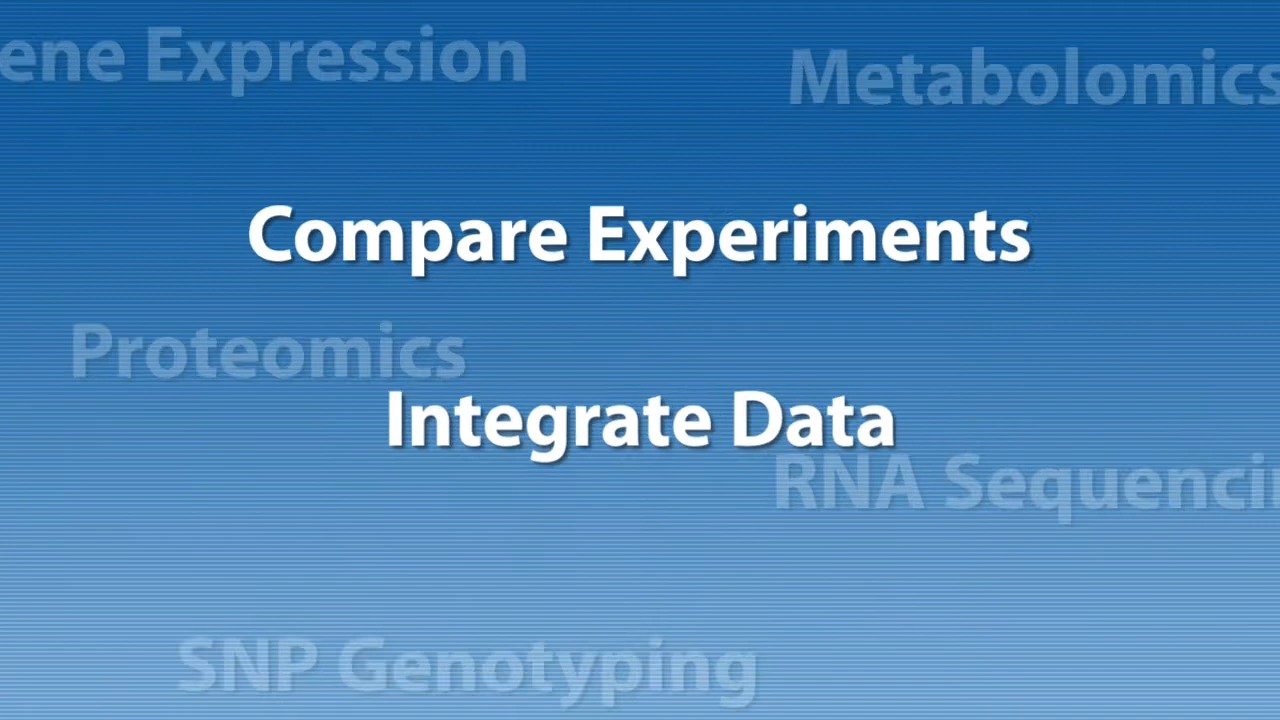 ene Expression
Metabolomics
Compare Experiments
Proteomics
Integrate Data
RNA Sequenci
SNP Genotyping